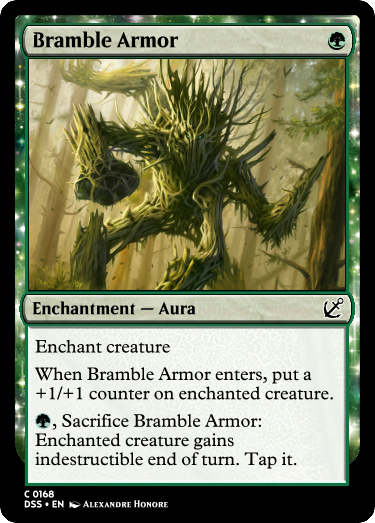 Bramble Armor
Enchantment — Aura
Enchant creature
When Bramble Armor enters, put a
+1/+1 counter on enchanted creature.
, Sacrifice Bramble Armor:
Enchanted creature gains
indestructible end of turn. Tap it.
C 0168
DSS • EN Alexandre Honore